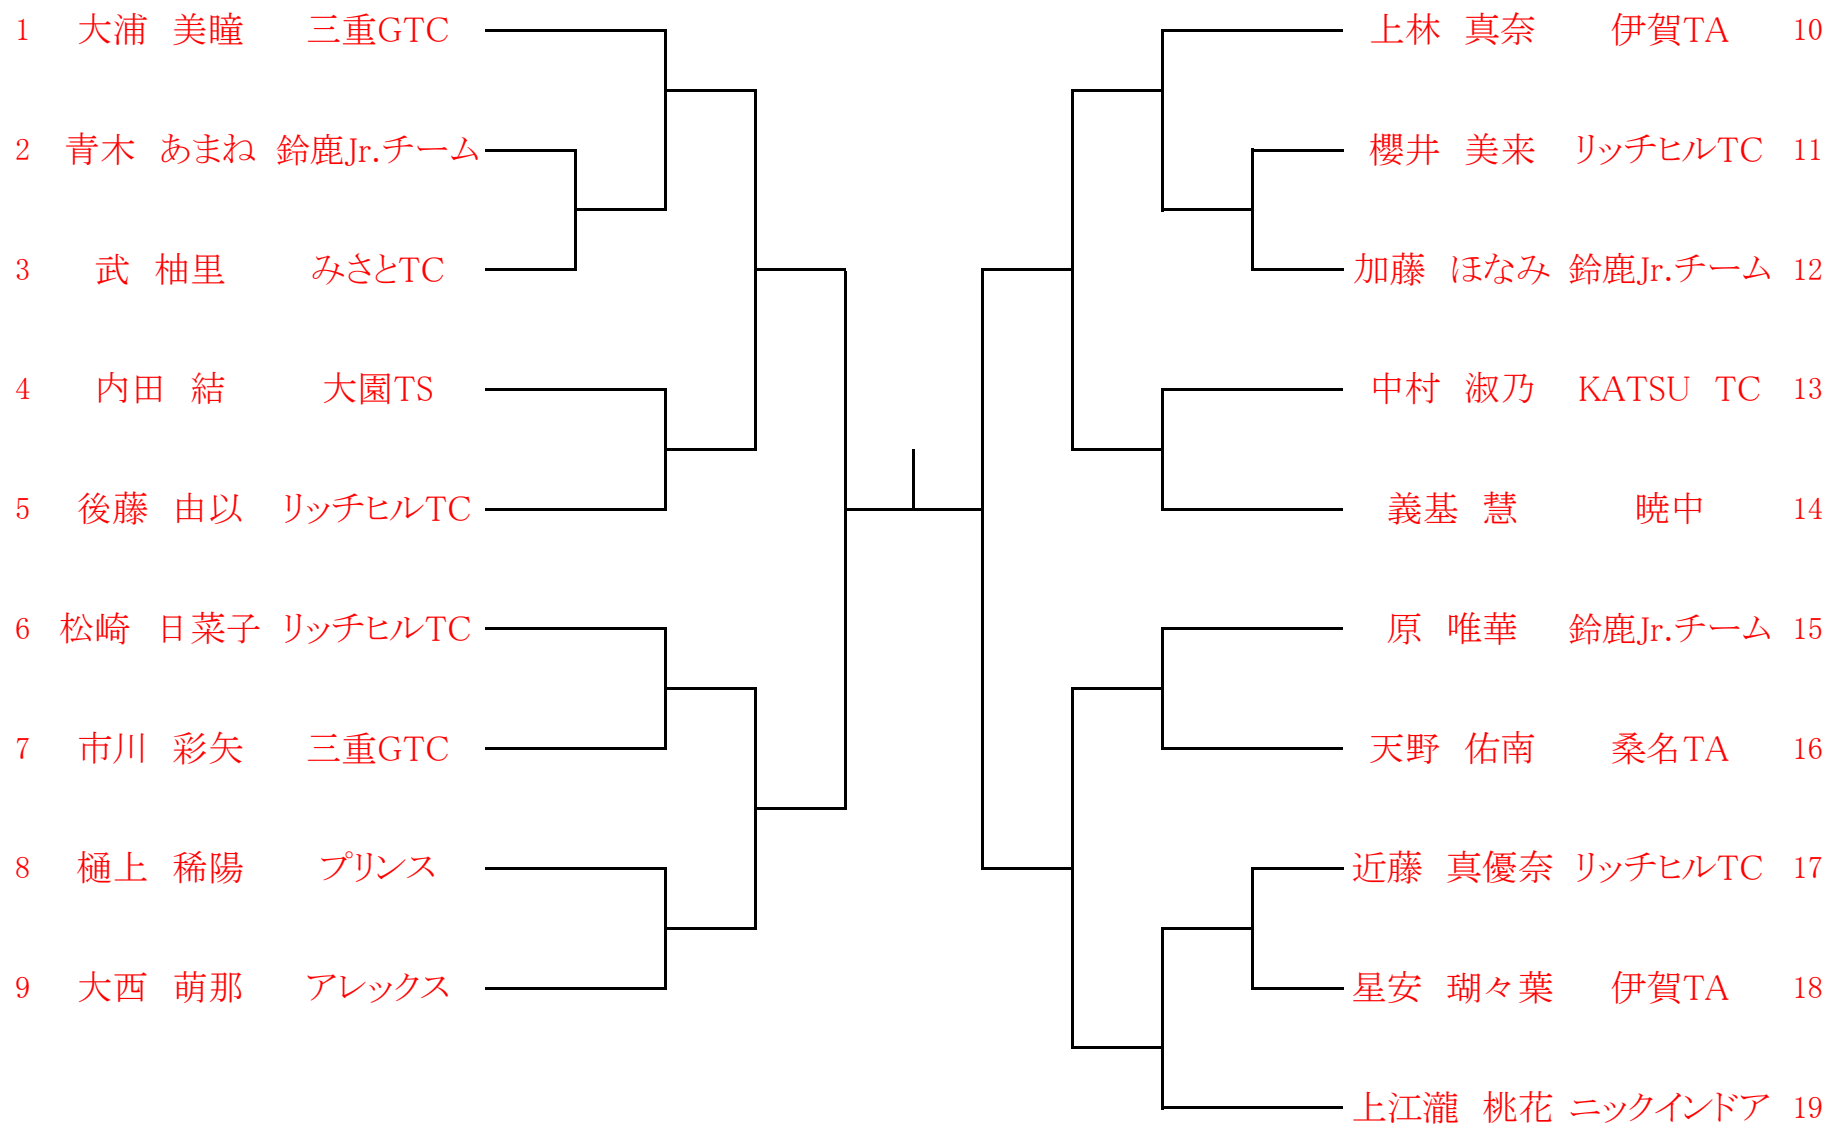 1 大浦 美瞳 三重GTC
2 青木 あまね 鈴鹿Jr.チーム
3 武 柚里 みさとTC
4 内田 結 大園TS
5 後藤 由以 リッチヒルTC
6 松崎 日菜子 リッチヒルTC
7 市川 彩矢 三重GTC
8 樋上 稀陽 プリンス
9 大西 萌那 アレックス
上林 真奈 伊賀TA 10
櫻井 美来 リッチヒルTC 11
加藤 ほなみ 鈴鹿Jr.チーム 12
中村 淑乃 KATSU TC 13
義基 慧 暁中 14
原 唯華 鈴鹿Jr.チーム 15
天野 佑南 桑名TA 16
近藤 真優奈 リッチヒルTC 17
星安 瑚々葉 伊賀TA 18
上江瀧 桃花 ニックインドア 19